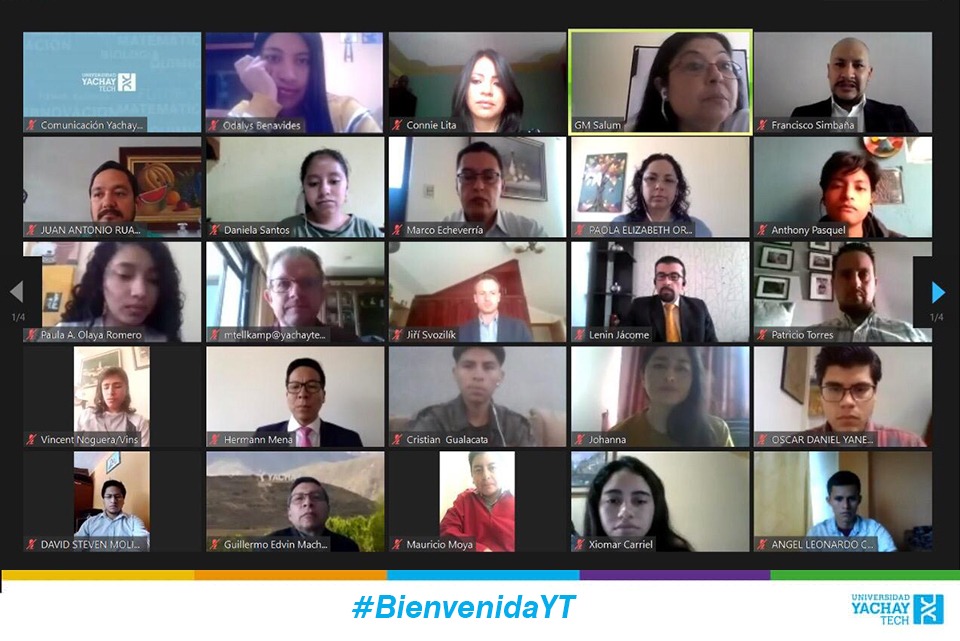 UNIVERSIDAD
YACHAY
TECH
Comunicación Yachay...
Odalys Benavides
Connie Lita
GM Salum
Francisco Simbaña
JUAN ANTONIO RUA...
Daniela Santos
Marco Echeverría
PAOLA ELIZABETH OR...
Anthony Pasquel
Paula A. Olaya Romero
mtellkamp@yachayte...
Jiří Svozilík
Lenin Jácome
Patricio Torres
1/4
1/4
Vincent Noguera/Vins
Hermann Mena
Cristian Gualacata
Johanna
OSCAR DANIEL YANE...
DAVID STEVEN MOLI...
Guillermo Edvin Mach...
Mauricio Moya
Xiomar Carriel
ANGEL LEONARDO C...
#BienvenidaYT
UNIVERSIDAD
YACHAY
TECH